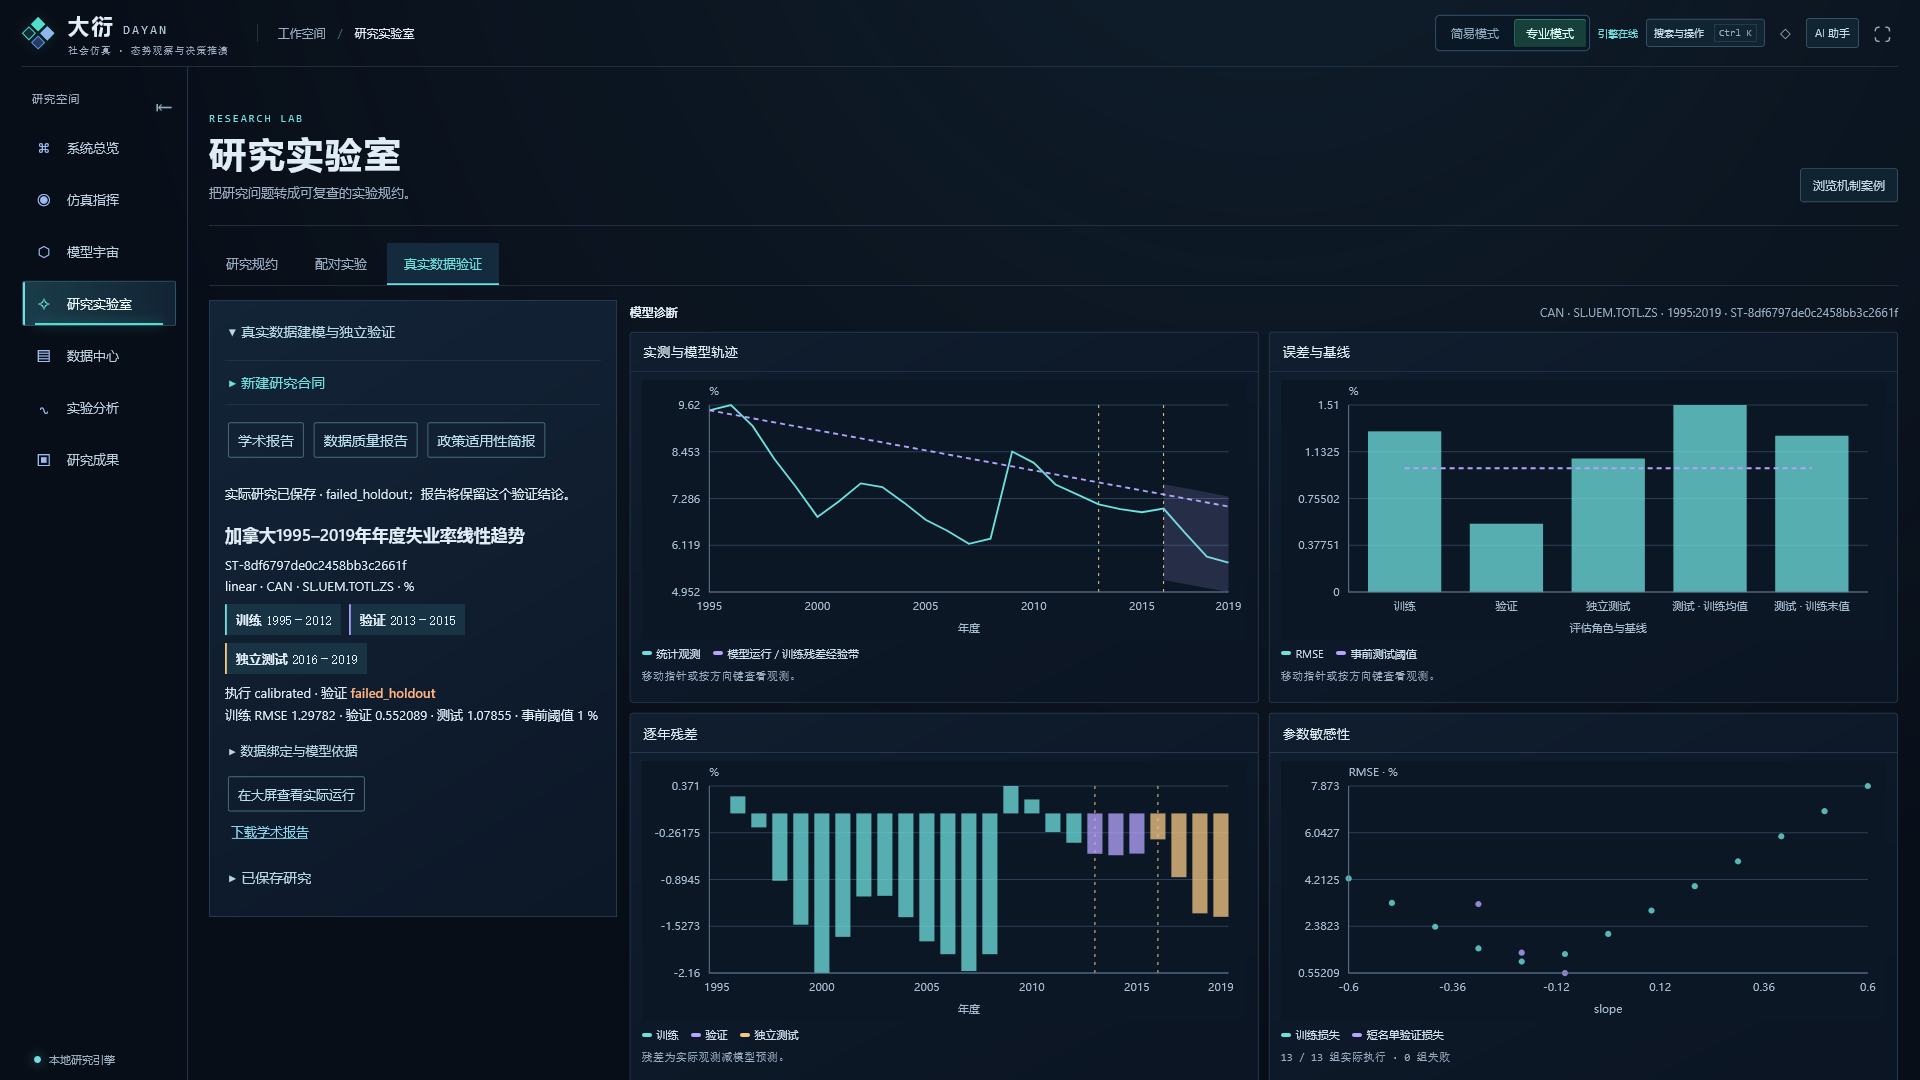 大衍 DAYAN
社会仿真 · 态势观察与决策推演
工作空间 / 研究实验室
简易模式 专业模式 引擎在线 搜索与操作 Ctrl K AI 助手
研究空间
系统总览
仿真指挥
模型宇宙
研究实验室
数据中心
实验分析
研究成果
本地研究引擎
RESEARCH LAB
研究实验室
把研究问题转成可复查的实验规约。
浏览机制案例
研究规约 配对实验 真实数据验证
▾ 真实数据建模与独立验证
▸ 新建研究合同
学术报告 数据质量报告 政策适用性简报
实际研究已保存 · failed_holdout；报告将保留这个验证结论。
加拿大1995–2019年年度失业率线性趋势
ST-8df6797de0c2458bb3c2661f
linear · CAN · SL.UEM.TOTL.ZS · %
训练 1995 – 2012 验证 2013 – 2015
独立测试 2016 – 2019
执行 calibrated · 验证 failed_holdout
训练 RMSE 1.29782 · 验证 0.552089 · 测试 1.07855 · 事前阈值 1 %
▸ 数据绑定与模型依据
在大屏查看实际运行
下载学术报告
▸ 已保存研究
模型诊断 CAN · SL.UEM.TOTL.ZS · 1995:2019 · ST-8df6797de0c2458bb3c2661f
实测与模型轨迹
%
9.62
8.453
7.286
6.119
4.952
1995 2000 2005 2010 2015 2019
年度
统计观测 模型运行 / 训练残差经验带
移动指针或按方向键查看观测。
误差与基线
%
1.51
1.1325
0.75502
0.37751
0
训练 验证 独立测试 测试 · 训练均值 测试 · 训练末值
评估角色与基线
RMSE 事前测试阈值
移动指针或按方向键查看观测。
逐年残差
%
0.371
-0.26175
-0.8945
-1.5273
-2.16
1995 2000 2005 2010 2015 2019
年度
训练 验证 独立测试
残差为实际观测减模型预测。
参数敏感性
RMSE · %
7.873
6.0427
4.2125
2.3823
0.55209
-0.6 -0.36 -0.12 0.12 0.36 0.6
slope
训练损失 短名单验证损失
13 / 13 组实际执行 · 0 组失败